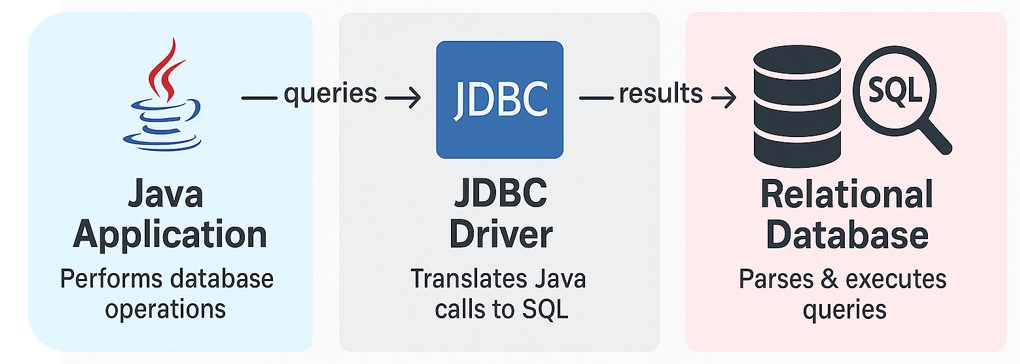 queries
JDBC
results
SQL
Java
Application
Performs database
operations
JDBC
Driver
Translates Java
calls to SQL
Relational
Database
Parses & executes
queries